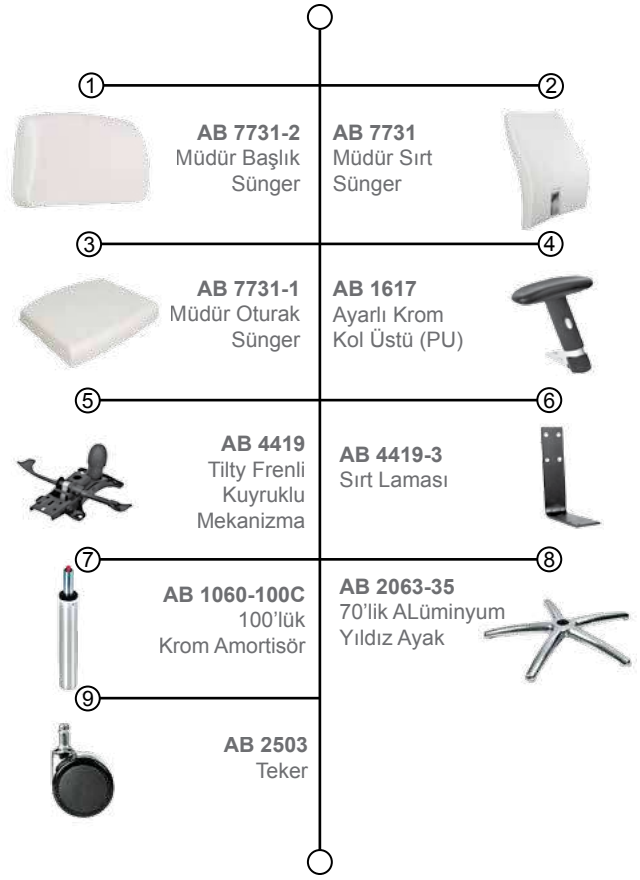 1
AB 7731-2
Müdür Başlık
Sünger
2
AB 7731
Müdür Sırt
Sünger
3
AB 7731-1
Müdür Oturak
Sünger
4
AB 1617
Ayarlı Krom
Kol Üstü (PU)
5
AB 4419
Tilty Frenli
Kuyruklu
Mekanizma
6
AB 4419-3
Sırt Laması
7
AB 1060-100C
100'lük
Krom Amortisör
8
AB 2063-35
70'lik ALüminyum
Yıldız Ayak
9
AB 2503
Teker